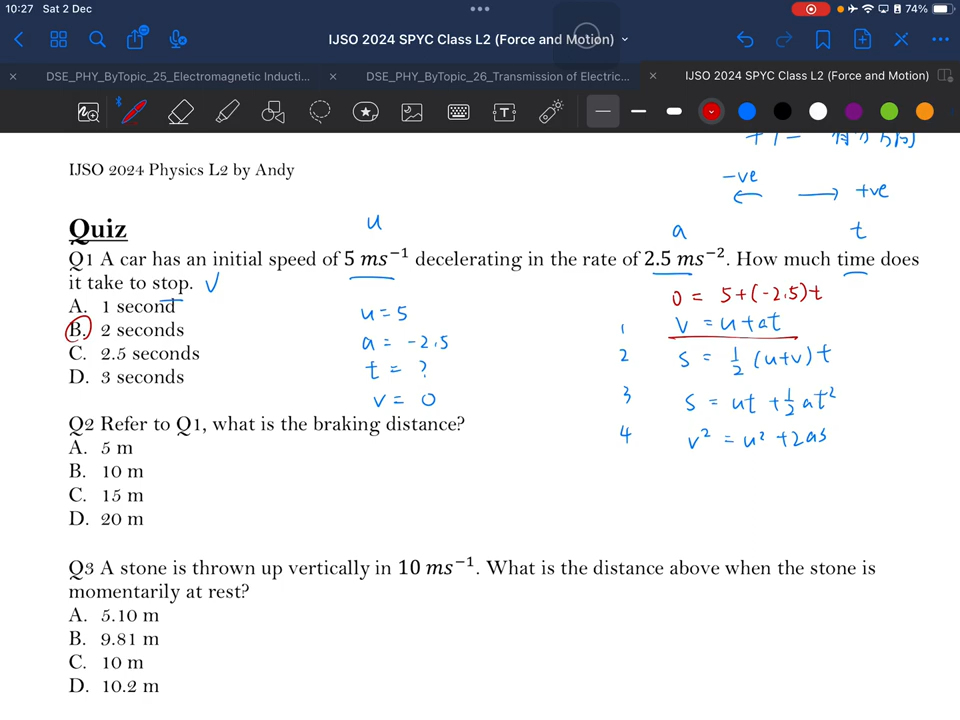 10:27 Sat 2 Dec
74%
IJSO 2024 SPYC Class L2 (Force and Motion)
DSE_PHY_ByTopic_25_Electromagnetic Inducti...
DSE_PHY_ByTopic_26_Transmission of Electric...
IJSO 2024 SPYC Class L2 (Force and Motion)
+/-
-ve
+ve
IJSO 2024 Physics L2 by Andy
Quiz
u
a
t
Q1 A car has an initial speed of 5 ms⁻¹ decelerating in the rate of 2.5 ms⁻². How much time does
it take to stop. v
A. 1 second
B. 2 seconds
C. 2.5 seconds
D. 3 seconds
u = 5
a = -2.5
t = ?
v = 0
0 = 5+(-2.5)t
1 v = u+at
2 s = ½ (u+v) t
3 s = ut + ½ at²
4 v² = u² + 2as
Q2 Refer to Q1, what is the braking distance?
A. 5 m
B. 10 m
C. 15 m
D. 20 m
Q3 A stone is thrown up vertically in 10 ms⁻¹. What is the distance above when the stone is
momentarily at rest?
A. 5.10 m
B. 9.81 m
C. 10 m
D. 10.2 m